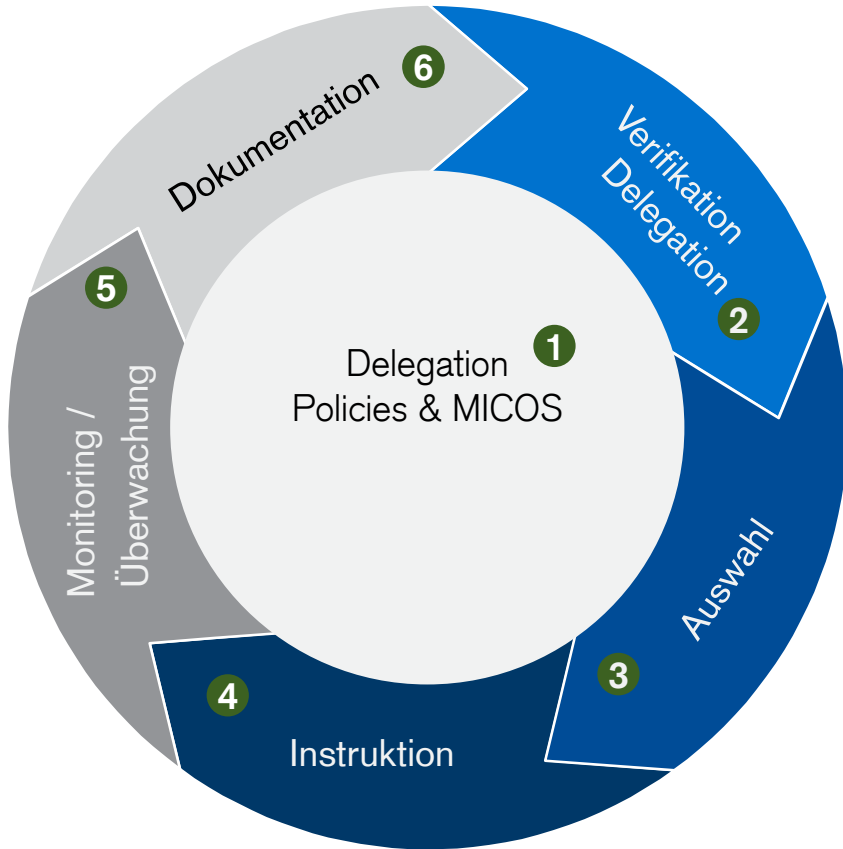 1
Delegation
Policies & MICOS
2
Verifikation
Delegation
3
Auswahl
4
Instruktion
5
Monitoring /
Überwachung
6
Dokumentation